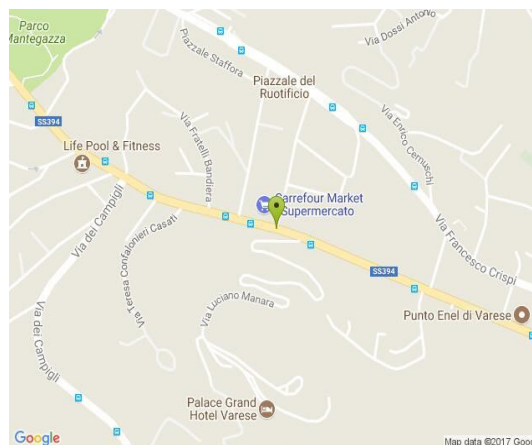 Parco
Mantegazza
Via Dossi Antonio
Piazzale Staffora
Piazzale del
Ruotificio
SS394
Via Fratelli Bandiera
Via Enrico Cernuschi
Life Pool & Fitness
Via dei Campigli
Via Teresa Confalonieri Casati
Carrefour Market
Supermercato
Via Francesco Crispi
SS394
Via Luciano Manara
Punto Enel di Varese
Via dei Campigli
Palace Grand
Hotel Varese
Google
Map data ©2017 Goo